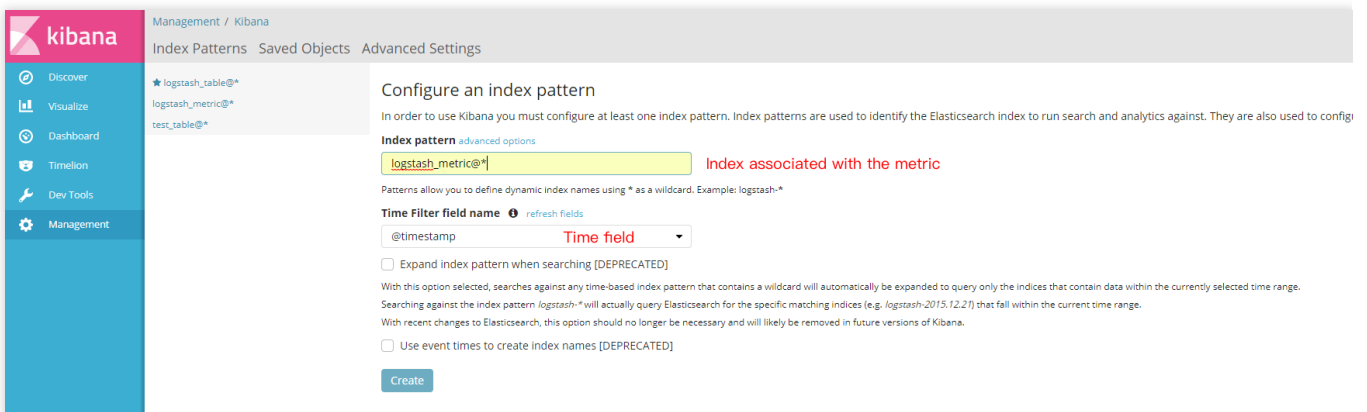 kibana
Discover
Visualize
Dashboard
Timelion
Dev Tools
Management
Management / Kibana
Index Patterns Saved Objects Advanced Settings
logstash_table@*
logstash_metric@*
test_table@*
Configure an index pattern
In order to use Kibana you must configure at least one index pattern. Index patterns are used to identify the Elasticsearch index to run search and analytics against. They are also used to
Index pattern advanced options
logstash_metric@* Index associated with the metric
Patterns allow you to define dynamic index names using * as a wildcard. Example: logstash-*
Time Filter field name refresh fields
@timestamp Time field
Expand index pattern when searching [DEPRECATED]
With this option selected, searches against any time-based index pattern that contains a wildcard will automatically be expanded to query only the indices that contain data within the currently selected time range.
Searching against the index pattern logstash-* will actually query Elasticsearch for the specific matching indices (e.g. logstash-2015.12.21) that fall within the current time range.
With recent changes to Elasticsearch, this option should no longer be necessary and will likely be removed in future versions of Kibana.
Use event times to create index names [DEPRECATED]
Create